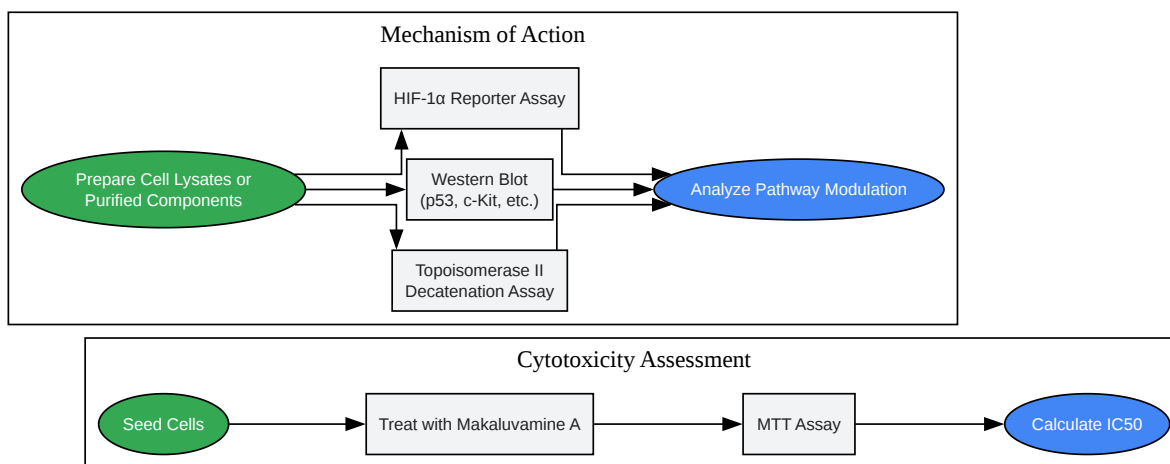 Mechanism of Action
HIF-1α Reporter Assay
Prepare Cell Lysates or
Purified Components
Western Blot
(p53, c-Kit, etc.)
Analyze Pathway Modulation
Topoisomerase II
Decatenation Assay
Cytotoxicity Assessment
Seed Cells
Treat with Makaluvamine A
MTT Assay
Calculate IC50